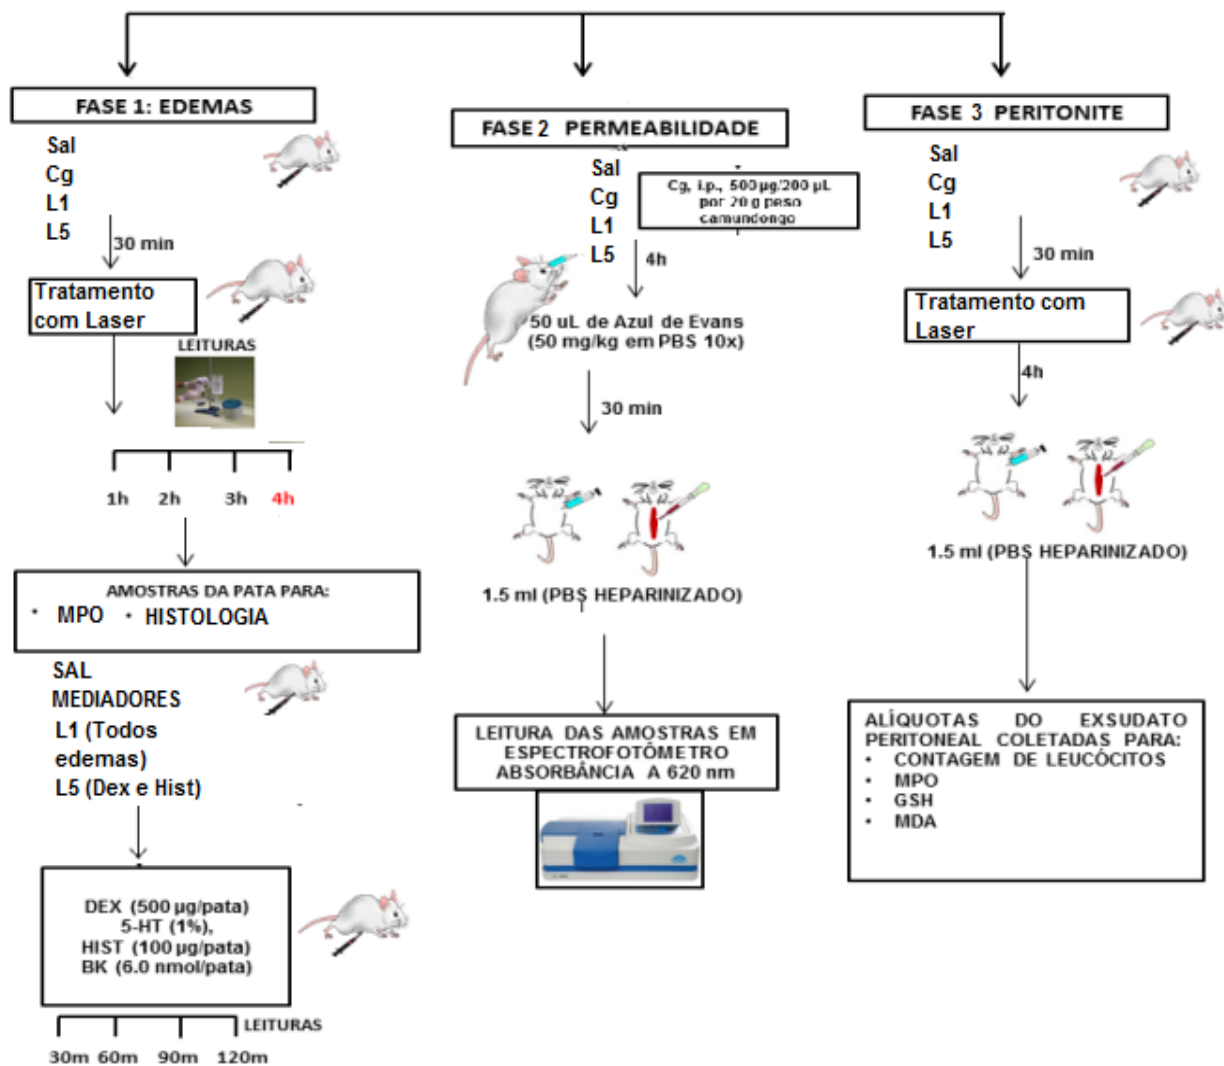 FASE 1: EDEMAS
Sal
Cg
L1
L5
30 min
Tratamento
com Laser
LEITURAS
1h 2h 3h 4h
AMOSTRAS DA PATA PARA:
• MPO • HISTOLOGIA
SAL
MEDIADORES
L1 (Todos
edemas)
L5 (Dex e Hist)
DEX (500 µg/pata)
5-HT (1%),
HIST (100 µg/pata)
BK (6.0 nmol/pata)
LEITURAS
30m 60m 90m 120m
FASE 2 PERMEABILIDADE
Sal
Cg
L1
L5
Cg, i.p., 500 µg/200 µL
por 20 g peso
camundongo
4h
50 uL de Azul de Evans
(50 mg/kg em PBS 10x)
30 min
1.5 ml (PBS HEPARINIZADO)
LEITURA DAS AMOSTRAS EM
ESPECTROFOTÔMETRO
ABSORBÂNCIA A 620 nm
FASE 3 PERITONITE
Sal
Cg
L1
L5
30 min
Tratamento com
Laser
4h
1.5 ml (PBS HEPARINIZADO)
ALÍQUOTAS DO EXSUDATO
PERITONEAL COLETADAS PARA:
• CONTAGEM DE LEUCÓCITOS
• MPO
• GSH
• MDA